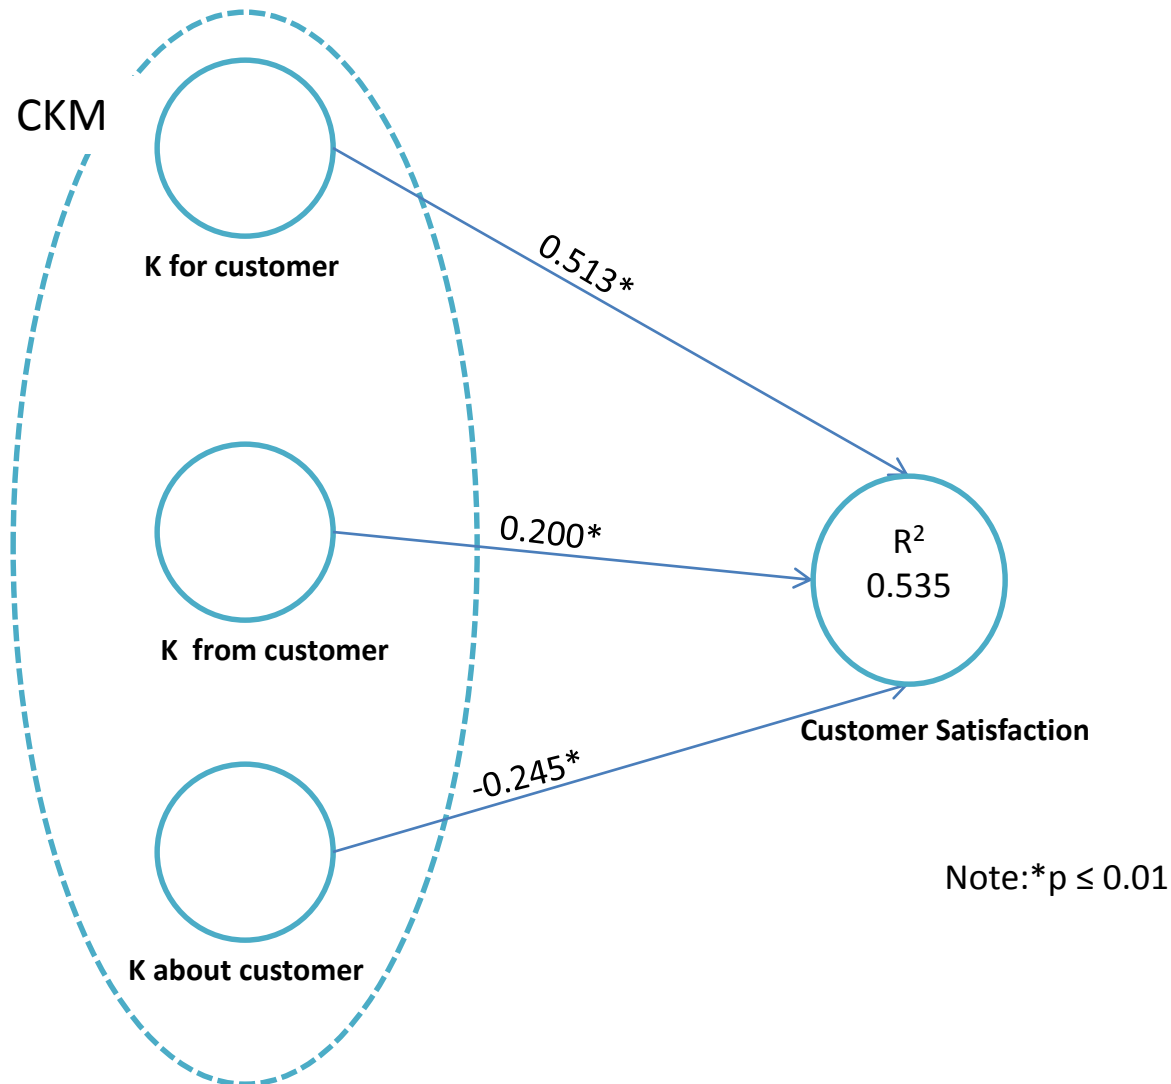 CKM
K for customer
0.513*
K from customer
0.200*
R²
0.535
Customer Satisfaction
-0.245*
K about customer
Note:*p ≤ 0.01